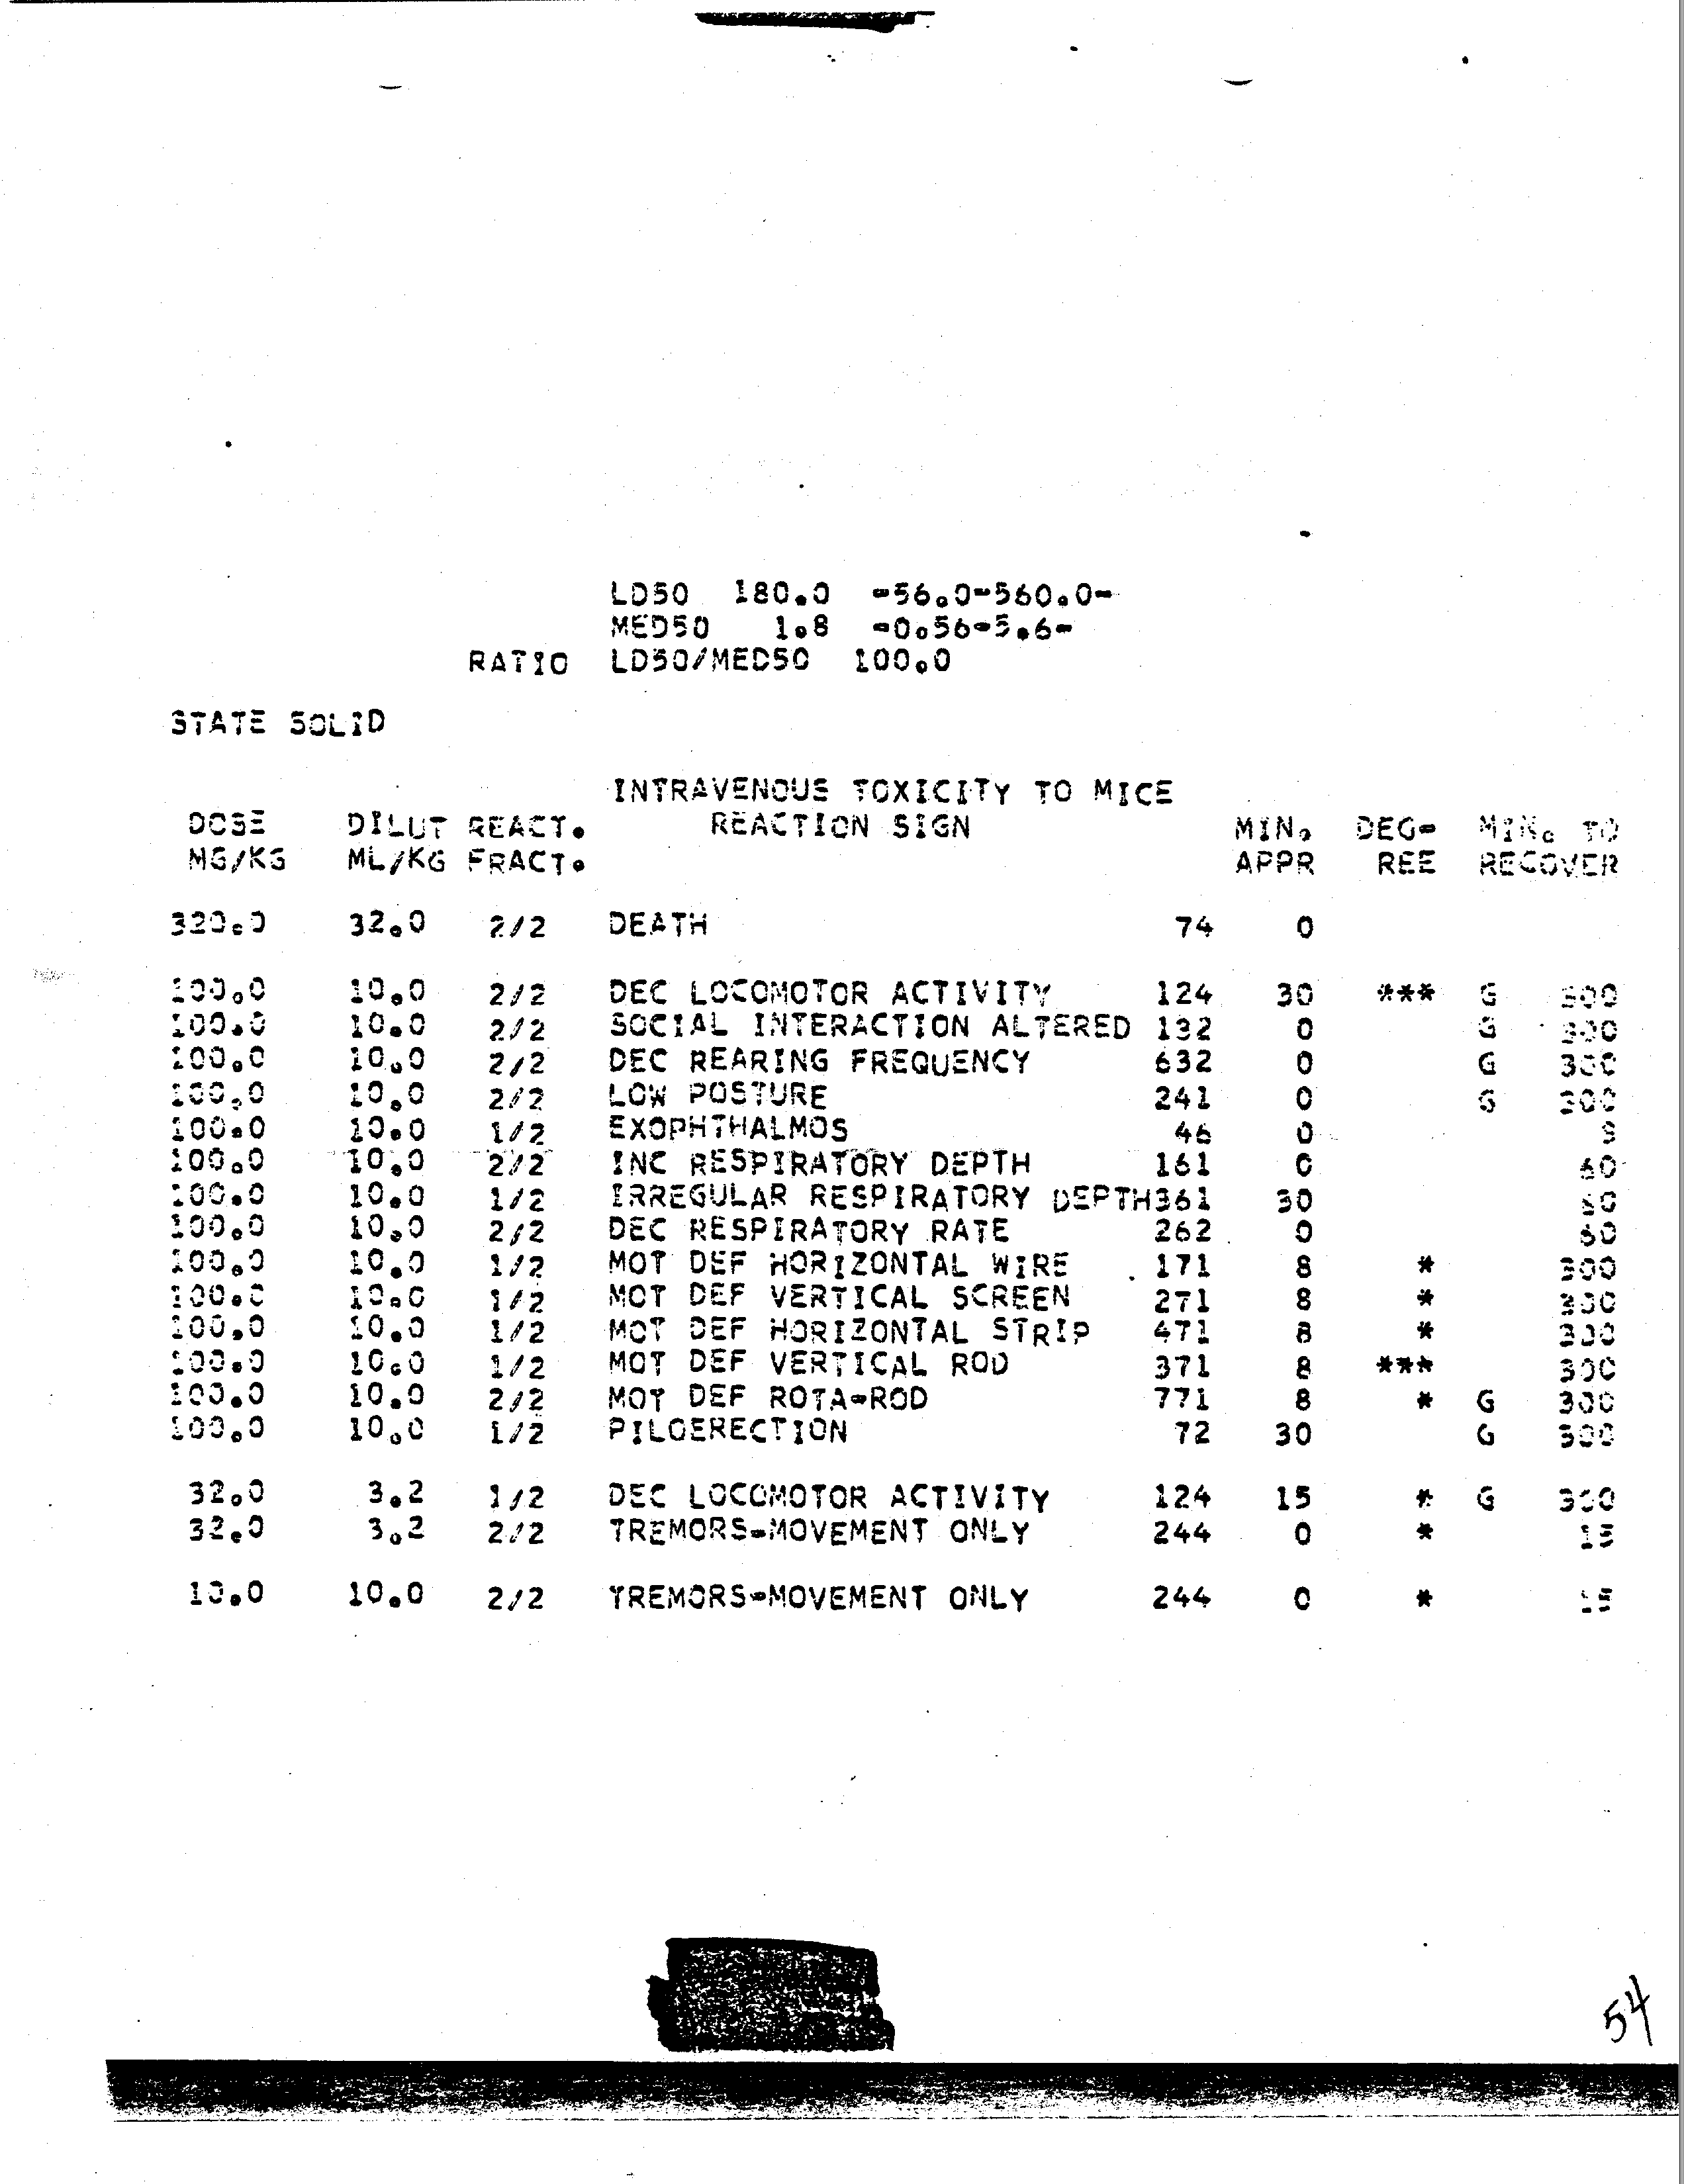 LD50 180.0 -56.0-560.0-
MED50 1.8 -0.56-5.6-
RATIO LD50/MED50 100.0
STATE SOLID
INTRAVENOUS TOXICITY TO MICE
DOSE DILUT REACT. REACTION SIGN MIN. DEG- MIN. TO
MG/KG ML/KG FRACT. APPR REE RECOVER
320.0 32.0 2/2 DEATH 74 0
100.0 10.0 2/2 DEC LOCOMOTOR ACTIVITY 124 30 *** G 300
100.0 10.0 2/2 SOCIAL INTERACTION ALTERED 132 0 G 300
100.0 10.0 2/2 DEC REARING FREQUENCY 632 0 G 300
100.0 10.0 2/2 LOW POSTURE 241 0 G 300
100.0 10.0 1/2 EXOPHTHALMOS 46 0
100.0 10.0 2/2 INC RESPIRATORY DEPTH 161 0 60
100.0 10.0 1/2 IRREGULAR RESPIRATORY DEPTH361 30 60
100.0 10.0 2/2 DEC RESPIRATORY RATE 262 0 60
100.0 10.0 1/2 MOT DEF HORIZONTAL WIRE 171 8 * 300
100.0 10.0 1/2 MOT DEF VERTICAL SCREEN 271 8 * 300
100.0 10.0 1/2 MOT DEF HORIZONTAL STRIP 471 8 * 300
100.0 10.0 1/2 MOT DEF VERTICAL ROD 371 8 *** 300
100.0 10.0 2/2 MOT DEF ROTA-ROD 771 8 * G 300
100.0 10.0 1/2 PILOERECTION 72 30 G 300
32.0 3.2 1/2 DEC LOCOMOTOR ACTIVITY 124 15 * G 300
32.0 3.2 2/2 TREMORS-MOVEMENT ONLY 244 0 * 15
10.0 10.0 2/2 TREMORS-MOVEMENT ONLY 244 0 * 15
54